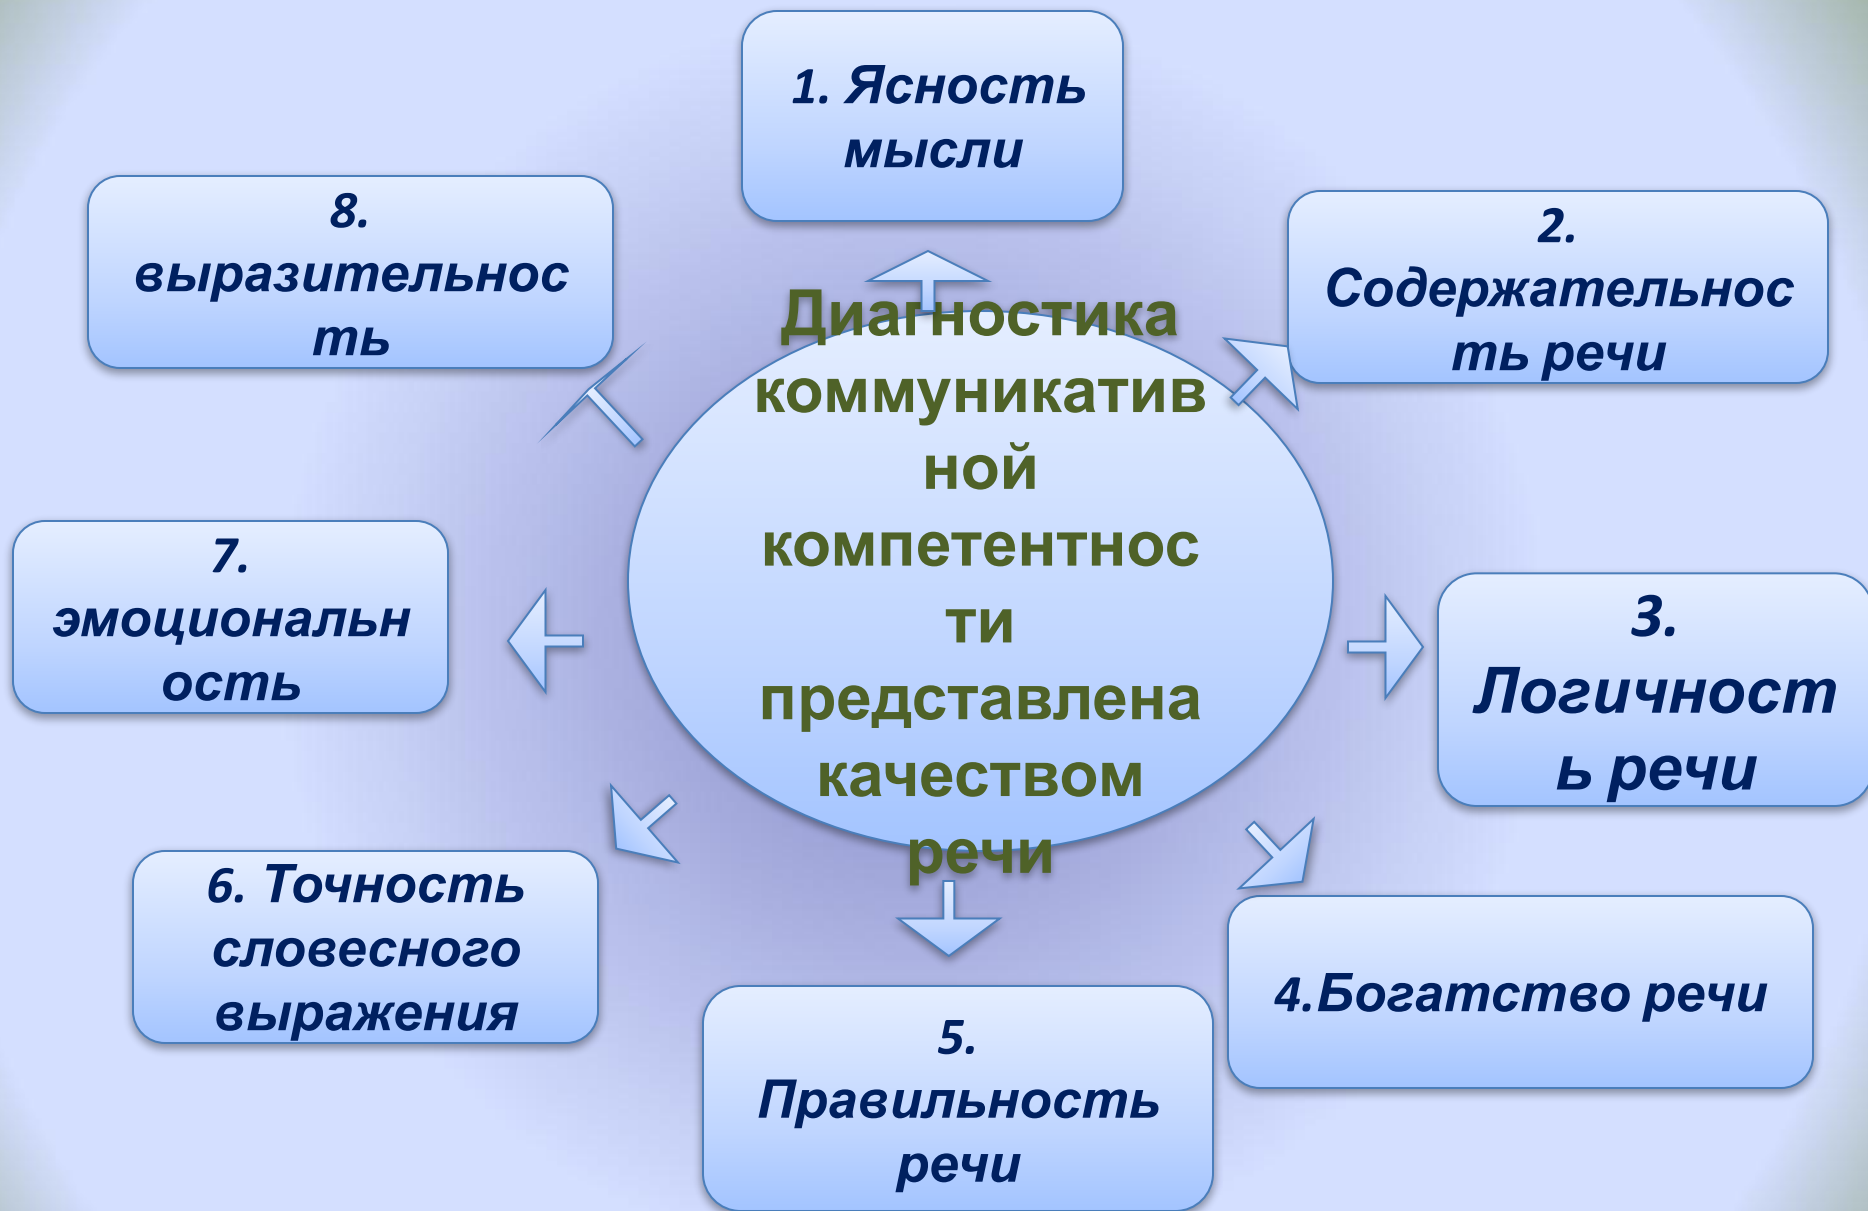 1. Ясность
мысли
8.
выразительнос
ть
2.
Содержательнос
ть речи
Диагностика
коммуникатив
ной
компетентнос
ти
представлена
качеством
речи
7.
эмоциональн
ость
3.
Логичност
ь речи
6. Точность
словесного
выражения
4.Богатство речи
5.
Правильность
речи